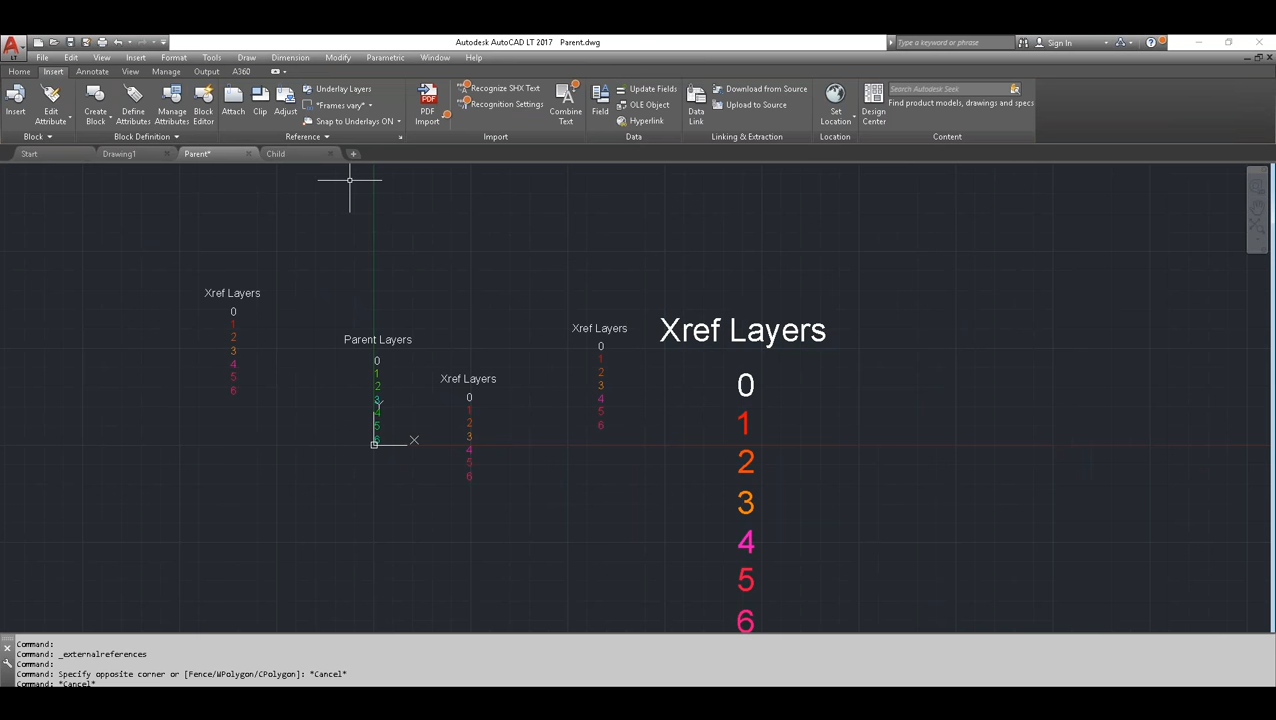 Autodesk AutoCAD LT 2017 Parent.dwg
Type a keyword or phrase
Sign In
LT
File Edit View Insert Format Tools Draw Dimension Modify Parametric Window Help
Home Insert Annotate View Manage Output A360
Insert
Edit
Attribute
Create
Block
Define
Attributes
Manage
Attributes
Block
Editor
Attach
Clip
Adjust
Underlay Layers
*Frames vary*
Snap to Underlays ON
PDF
Import
Recognize SHX Text
Recognition Settings
Combine
Text
Field
Update Fields
OLE Object
Hyperlink
Data
Link
Download from Source
Upload to Source
Set
Location
Design
Center
Search Autodesk Seek
Find product models, drawings and specs
Block
Block Definition
Reference
Import
Data
Linking & Extraction
Location
Content
Start
Drawing1
Parent*
Child
Xref Layers
0
1
2
3
4
5
6
Parent Layers
0
1
2
3
4
5
6
Y
X
Xref Layers
0
1
2
3
4
5
6
Xref Layers
0
1
2
3
4
5
6
Xref Layers
0
1
2
3
4
5
6
Command:
Command: _externalreferences
Command:
Command: Specify opposite corner or [Fence/WPolygon/CPolygon]: *Cancel*
Command: *Cancel*